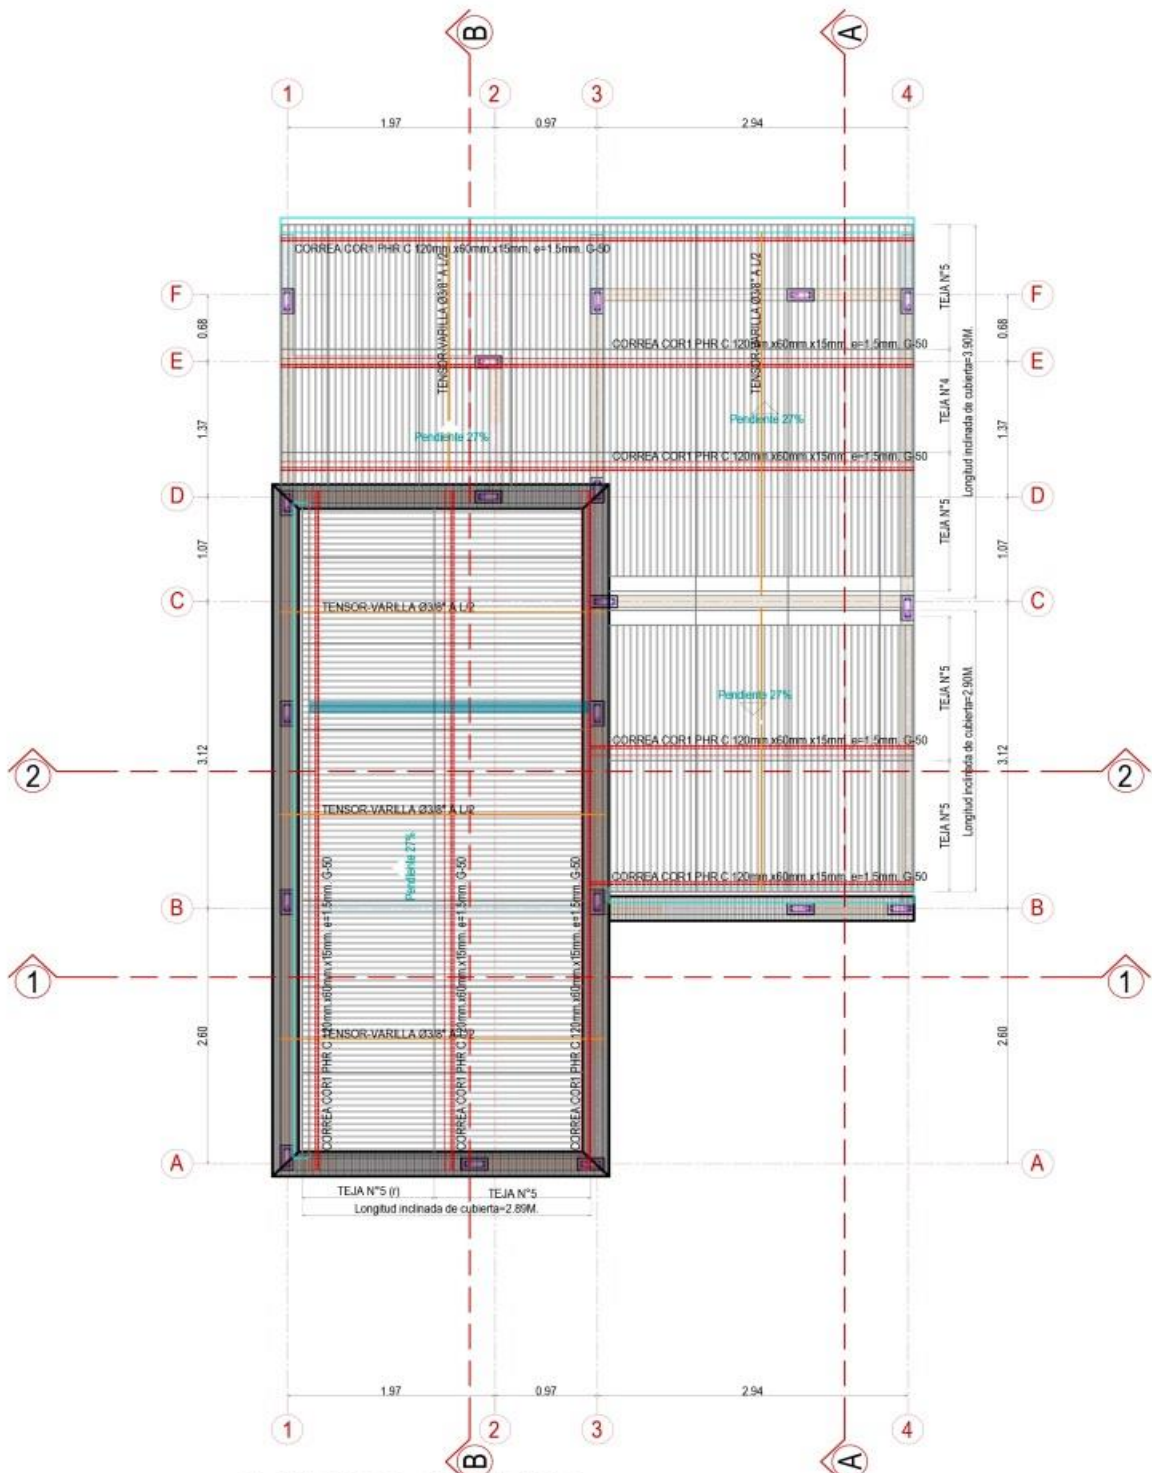 B
A
1
2
3
4
1.97
0.97
2.94
CORREA COR1 PHR C 120mm.x60mm.x15mm. e=1.5mm. G-50
TENSOR-VARILLA Ø3/8" A L/2
TENSOR-VARILLA Ø3/8" A L/2
TEJA N°5
Longitud inclinada de cubierta=3.90M.
F
F
0.68
0.68
CORREA COR1 PHR C 120mm.x60mm.x15mm. e=1.5mm. G-50
E
E
TEJA N°4
Pendiente 27%
Pendiente 27%
1.37
1.37
CORREA COR1 PHR C 120mm.x60mm.x15mm. e=1.5mm. G-50
D
D
TEJA N°5
1.07
1.07
C
C
TENSOR-VARILLA Ø3/8" A L/2
TEJA N°5
Pendiente 27%
Longitud inclinada de cubierta=2.90M.
CORREA COR1 PHR C 120mm.x60mm.x15mm. e=1.5mm. G-50
3.12
3.12
2
2
TENSOR-VARILLA Ø3/8" A L/2
TEJA N°5
Pendiente 27%
CORREA COR1 PHR C 120mm.x60mm.x15mm. e=1.5mm. G-50
B
B
1
1
CORREA COR1 PHR C 120mm.x60mm.x15mm. e=1.5mm. G-50
CORREA COR1 PHR C 120mm.x60mm.x15mm. e=1.5mm. G-50
CORREA COR1 PHR C 120mm.x60mm.x15mm. e=1.5mm. G-50
TENSOR-VARILLA Ø3/8" A L/2
2.60
2.60
A
A
TEJA N°5 (r)
TEJA N°5
Longitud inclinada de cubierta=2.89M.
1.97
0.97
2.94
1
2
3
4
B
A